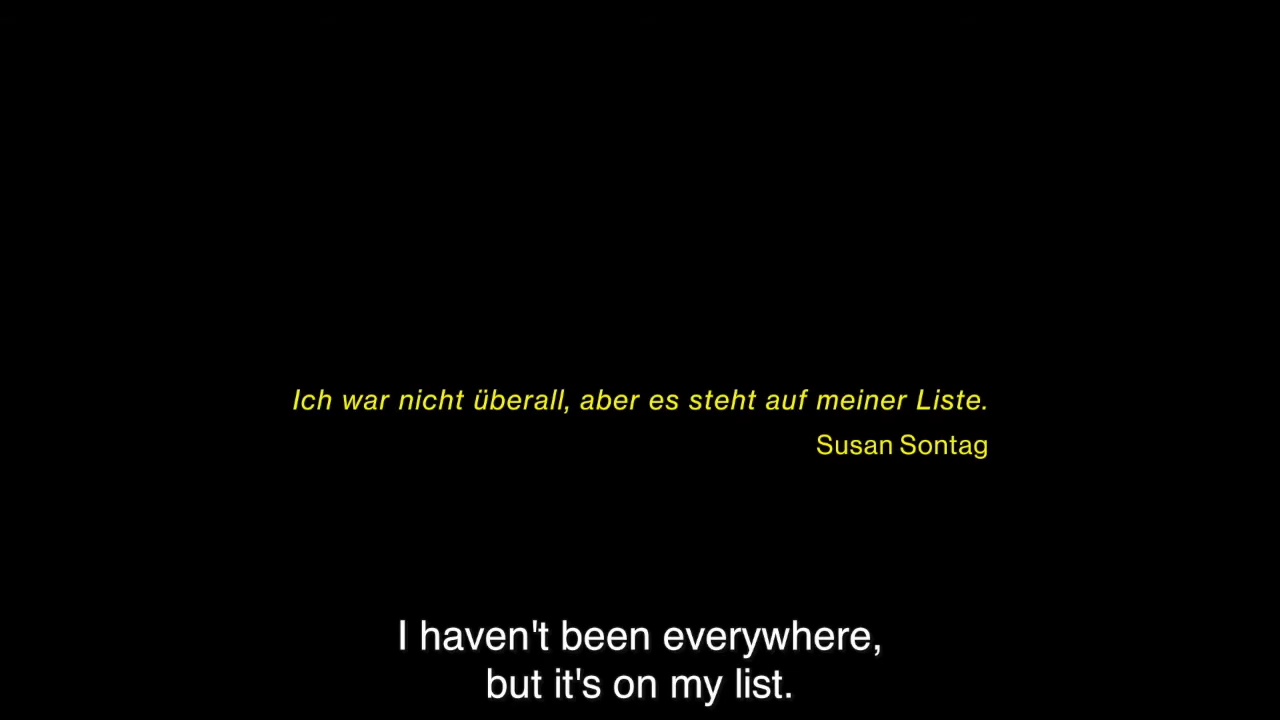 Ich war nicht überall, aber es steht auf meiner Liste.
Susan Sontag
I haven't been everywhere,
but it's on my list.